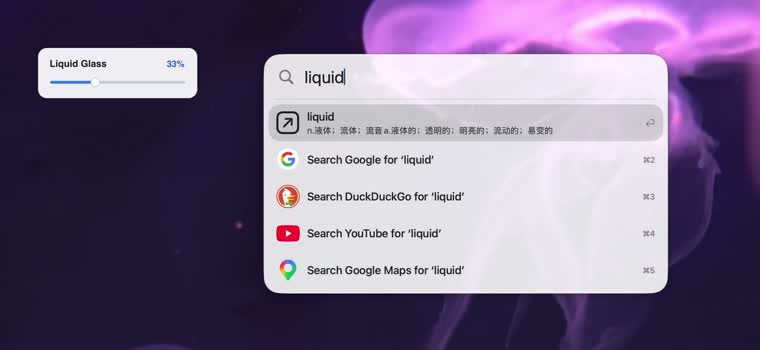 Liquid Glass 33%
liquid
liquid
n.液体；流体；流音 a.液体的；透明的；明亮的；流动的；易变的
Search Google for ‘liquid’ ⌘2
Search DuckDuckGo for ‘liquid’ ⌘3
Search YouTube for ‘liquid’ ⌘4
Search Google Maps for ‘liquid’ ⌘5